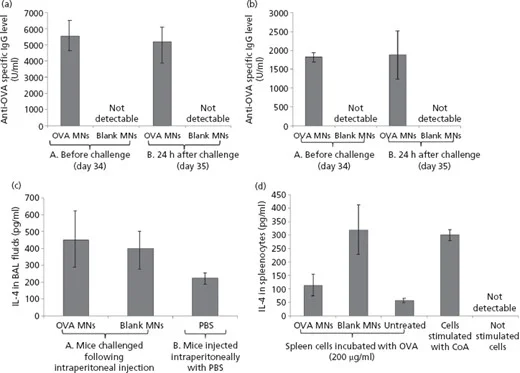 (a)
Anti-OVA specific IgG level
(U/ml)
7000
6000
5000
4000
3000
2000
1000
0
Not
detectable
Not
detectable
OVA MNs Blank MNs OVA MNs Blank MNs
A. Before challenge
(day 34)
B. 24 h after challenge
(day 35)
(b)
Anti-OVA specific IgG level
(U/ml)
3000
2500
2000
1500
1000
500
0
Not
detectable
Not
detectable
OVA MNs Blank MNs OVA MNs Blank MNs
A. Before challenge
(day 34)
B. 24 h after challenge
(day 35)
(c)
IL-4 in BAL fluids (pg/ml)
700
600
500
400
300
200
100
0
OVA MNs Blank MNs PBS
A. Mice challenged
following
intraperitoneal injection
B. Mice injected
intraperitoneally
with PBS
(d)
IL-4 in spleenocytes (pg/ml)
450
400
350
300
250
200
150
100
50
0
Not
detectable
OVA MNs Blank MNs Untreated
Spleen cells incubated with OVA
(200 µg/ml)
Cells
stimulated
with CoA
Not
stimulated
cells